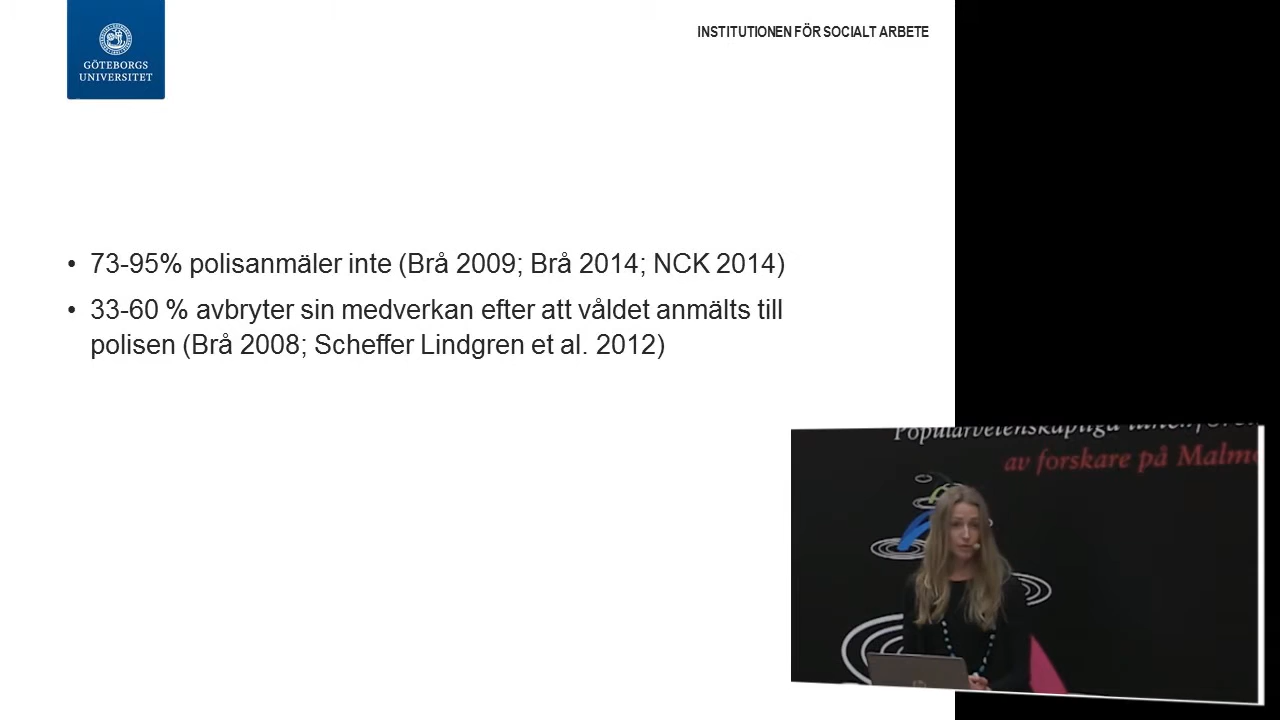 GÖTEBORGS
UNIVERSITET
INSTITUTIONEN FÖR SOCIALT ARBETE
• 73-95% polisanmäler inte (Brå 2009; Brå 2014; NCK 2014)
• 33-60 % avbryter sin medverkan efter att våldet anmälts till
polisen (Brå 2008; Scheffer Lindgren et al. 2012)
Populärvetenskapliga
av forskare på Malmö